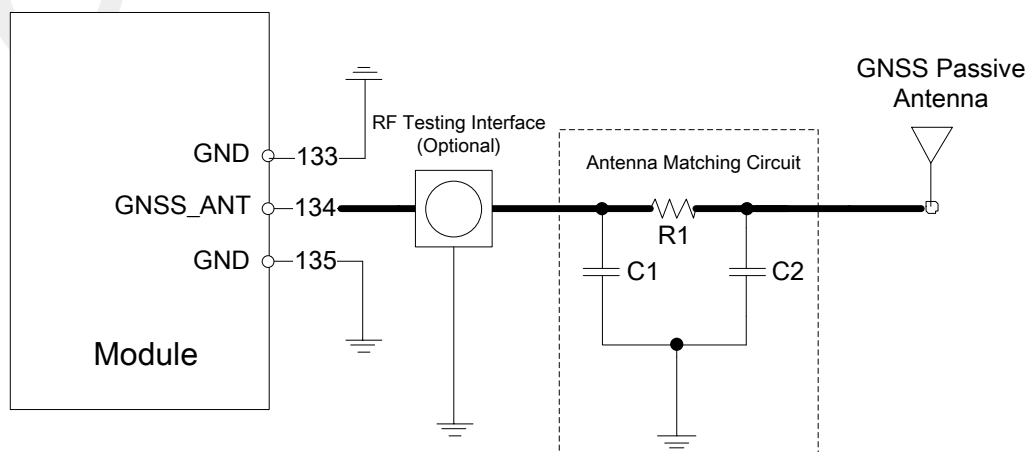 GNSS Passive
Antenna
RF Testing Interface
(Optional)
Antenna Matching Circuit
GND
133
GNSS_ANT
134
R1
GND
135
C1
C2
Module